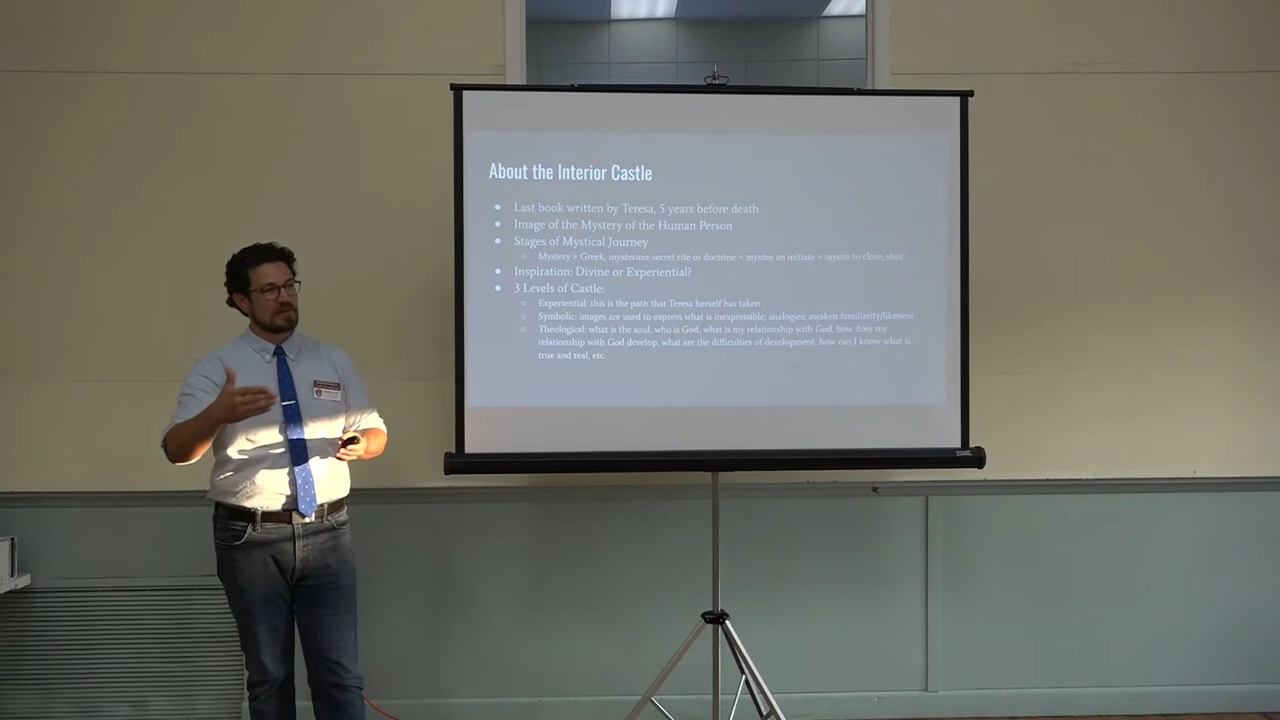 About the Interior Castle
● Last book written by Teresa, 5 years before death
● Image of the Mystery of the Human Person
● Stages of Mystical Journey
○ Mystery > Greek, mysterion: secret rite or doctrine > mystes: an initiate > myein: to close, shut
● Inspiration: Divine or Experiential?
● 3 Levels of Castle:
○ Experiential: this is the path that Teresa herself has taken
○ Symbolic: images are used to express what is inexpressible; analogies; awaken familiarity/likeness
○ Theological: what is the soul, who is God, what is my relationship with God, how does my
relationship with God develop, what are the difficulties of development, how can I know what is
true and real, etc.